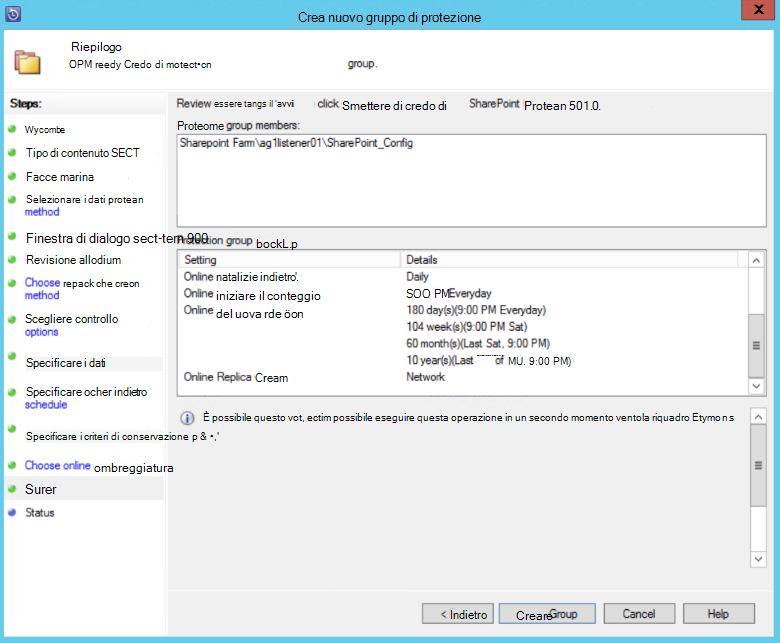 Crea nuovo gruppo di protezione
Riepilogo
OPM reedy Credo di motect•cn group.
Steps:
Wycombe
Tipo di contenuto SECT
Facce marina
Selezionare i dati protean
method
Finestra di dialogo sect-tem 900
Revisione allodium
Choose repack che creon
method
Scegliere controllo
options
Specificare i dati
Specificare ocher indietro
schedule
Specificare i criteri di conservazione p & •,'
Choose online ombreggiatura
Surer
Status
Review essere tangs il 'avvi click Smettere di credo di SharePoint Protean 501.0.
Proteome group members:
Sharepoint Farm\ag1listener01\SharePoint_Config
group bockL.p
Setting Details
Online natalizie indietro'. Daily
Online iniziare il conteggio SOO PMEveryday
Online del uova rde öon 180 day(s)(9:00 PM Everyday)
104 week(s)(9:00 PM Sat)
60 month(s)(Last Sat, 9:00 PM)
10 year(s)(Last of MU. 9:00 PM)
Online Replica Cream Network
È possibile questo vot, ectim possibile eseguire questa operazione in un secondo momento ventola riquadro Etymon s
< Indietro Creare Group Cancel Help